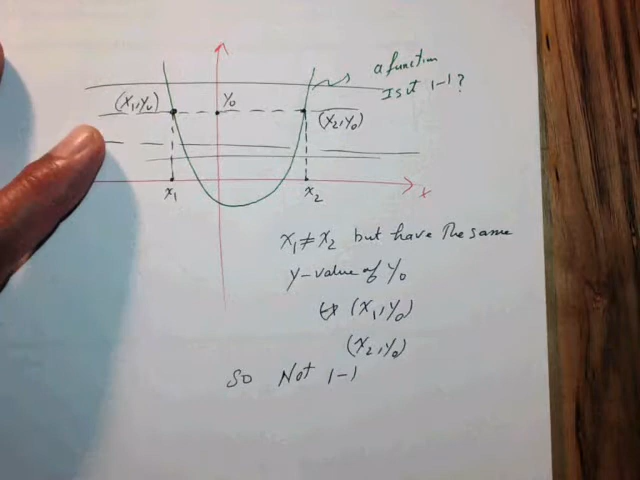 a function
Is it 1-1?
(x₁, y₀)
y₀
(x₂, y₀)
x₁
x₂
x
x₁ ≠ x₂ but have the same
y-value of y₀
(x₁, y₀)
(x₂, y₀)
So Not 1-1